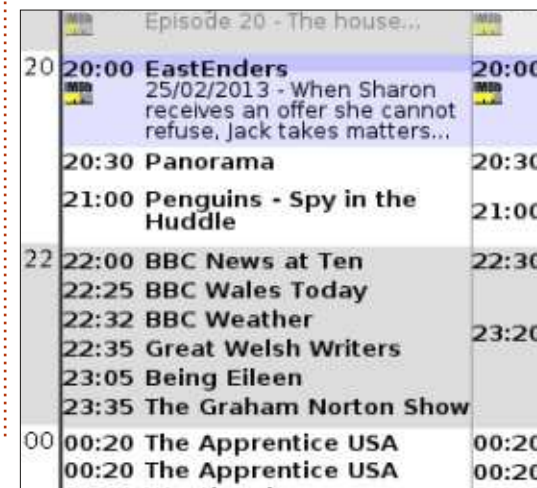 Episode 20 - The house...
20 20:00 EastEnders 20:00
25/02/2013 - When Sharon
receives an offer she cannot
refuse, Jack takes matters...
20:30 Panorama 20:30
21:00 Penguins - Spy in the 21:00
Huddle
22 22:00 BBC News at Ten 22:30
22:25 BBC Wales Today
22:32 BBC Weather
22:35 Great Welsh Writers 23:20
23:05 Being Eileen
23:35 The Graham Norton Show
00 00:20 The Apprentice USA 00:20
00:20 The Apprentice USA 00:20